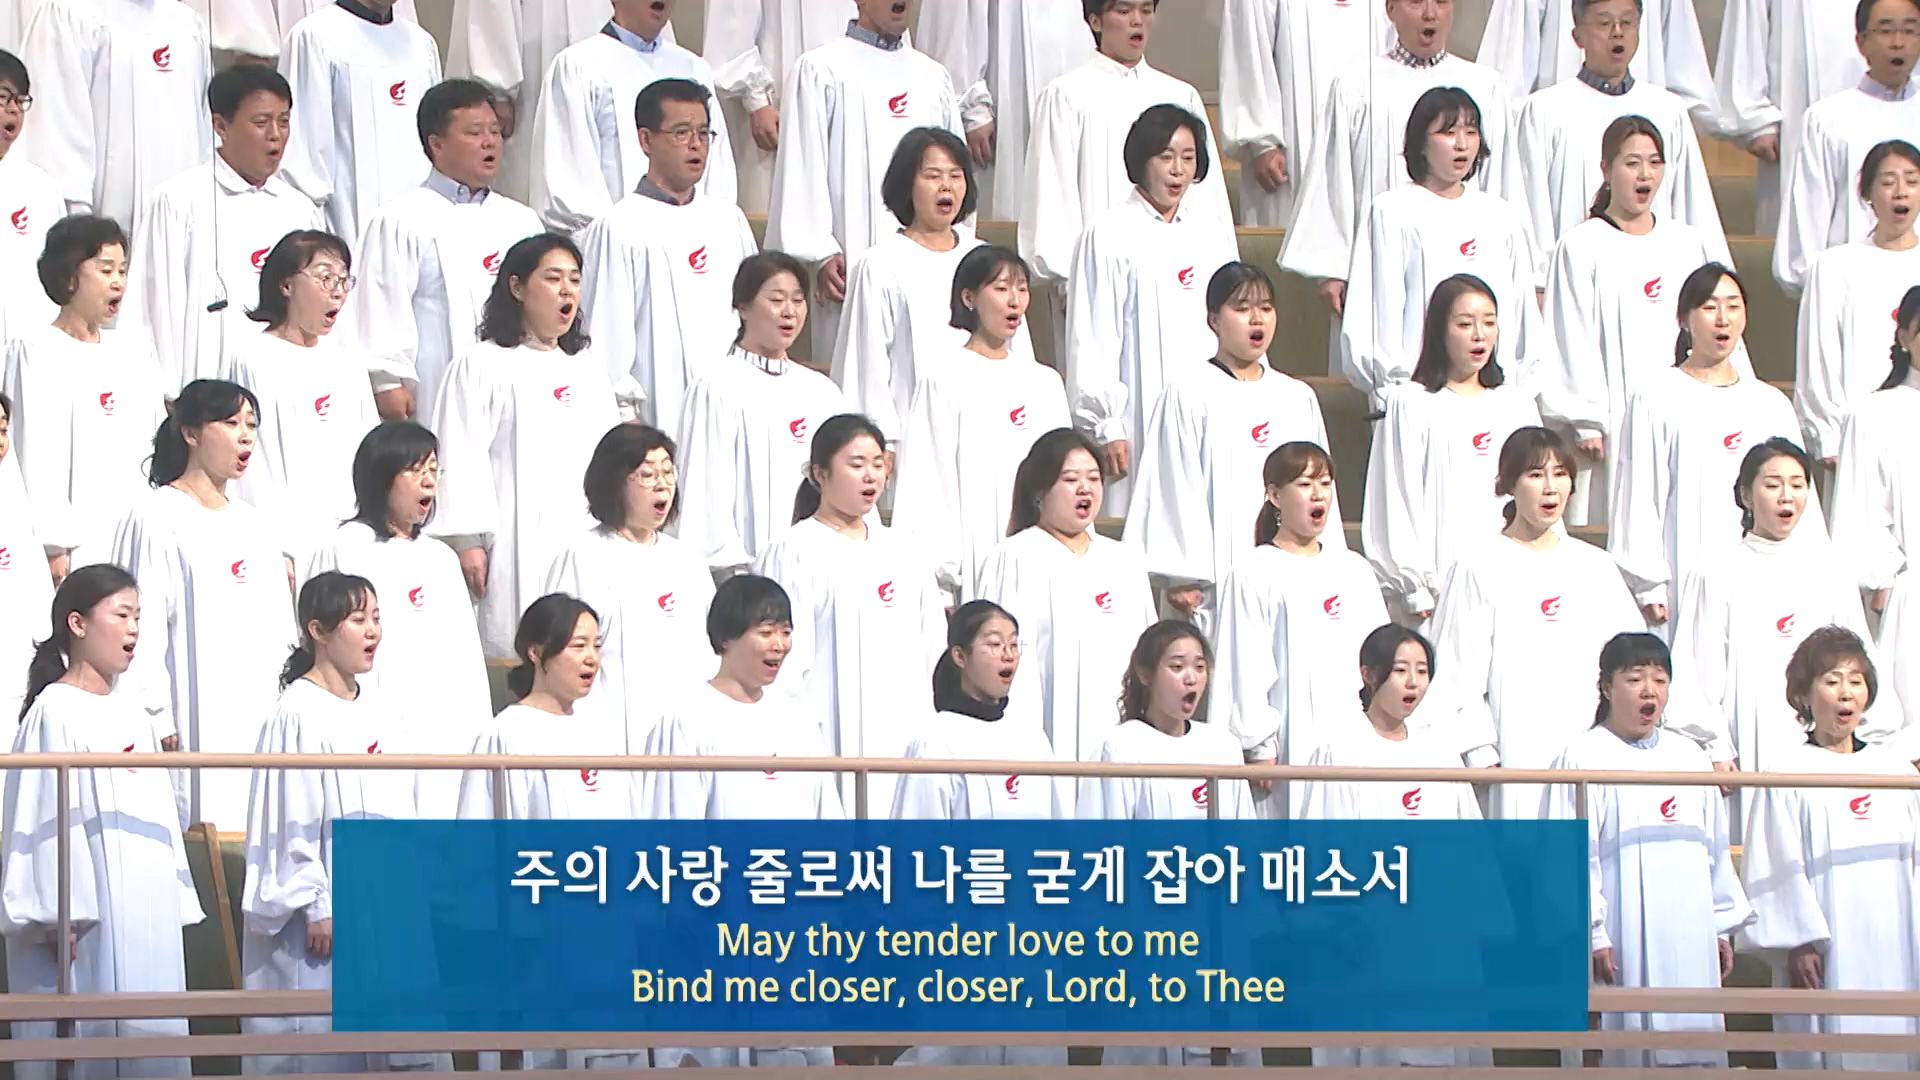 주의 사랑 줄로써 나를 굳게 잡아 매소서
May thy tender love to me
Bind me closer, closer, Lord, to Thee